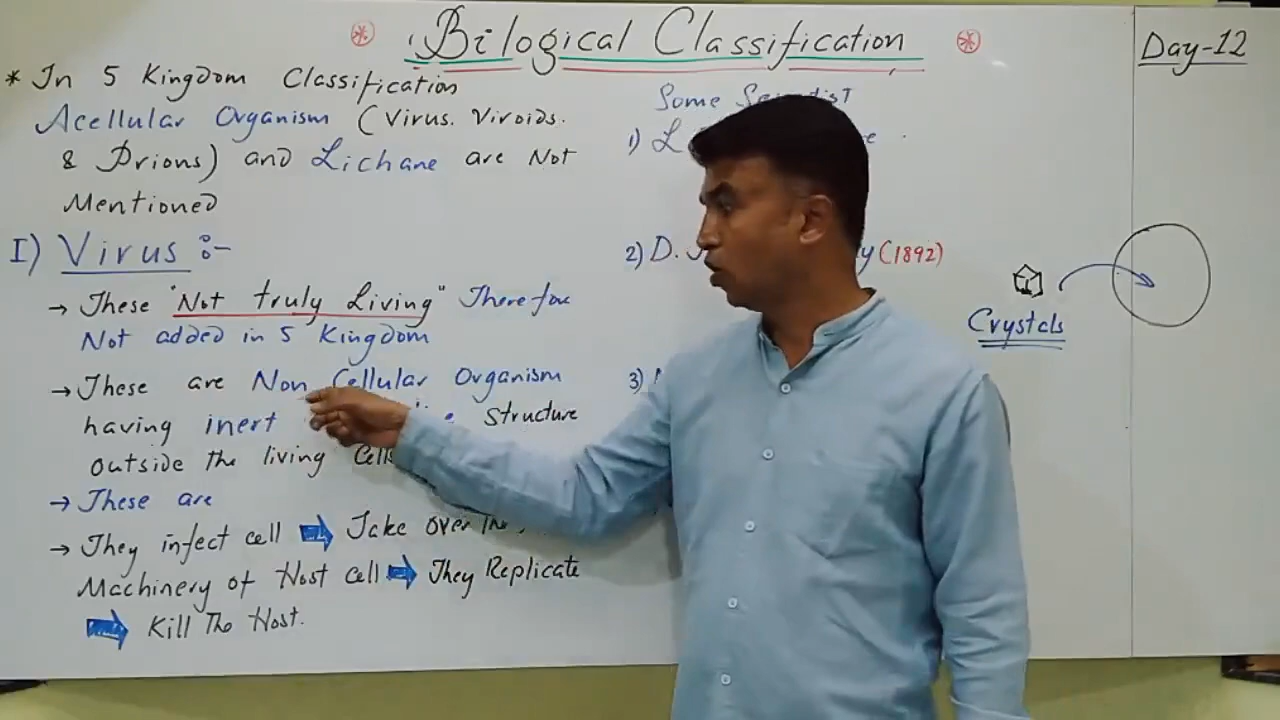 Bilogical Classification
Day-12
* In 5 Kingdom Classification
Acellular Organism (Virus. Viroids.
& Prions) and Lichane are Not
Mentioned
I) Virus :-
→ These "Not truly Living" Therefore
Not added in 5 Kingdom
→ These are Non Cellular Organism
having inert structure
outside the living Cells
→ These are
→ They infect cell ➡ Take over The
Machinery of Host cell ➡ They Replicate
➡ Kill The Host.
Some
1) L
2) D. (1892)
3)
Crystals